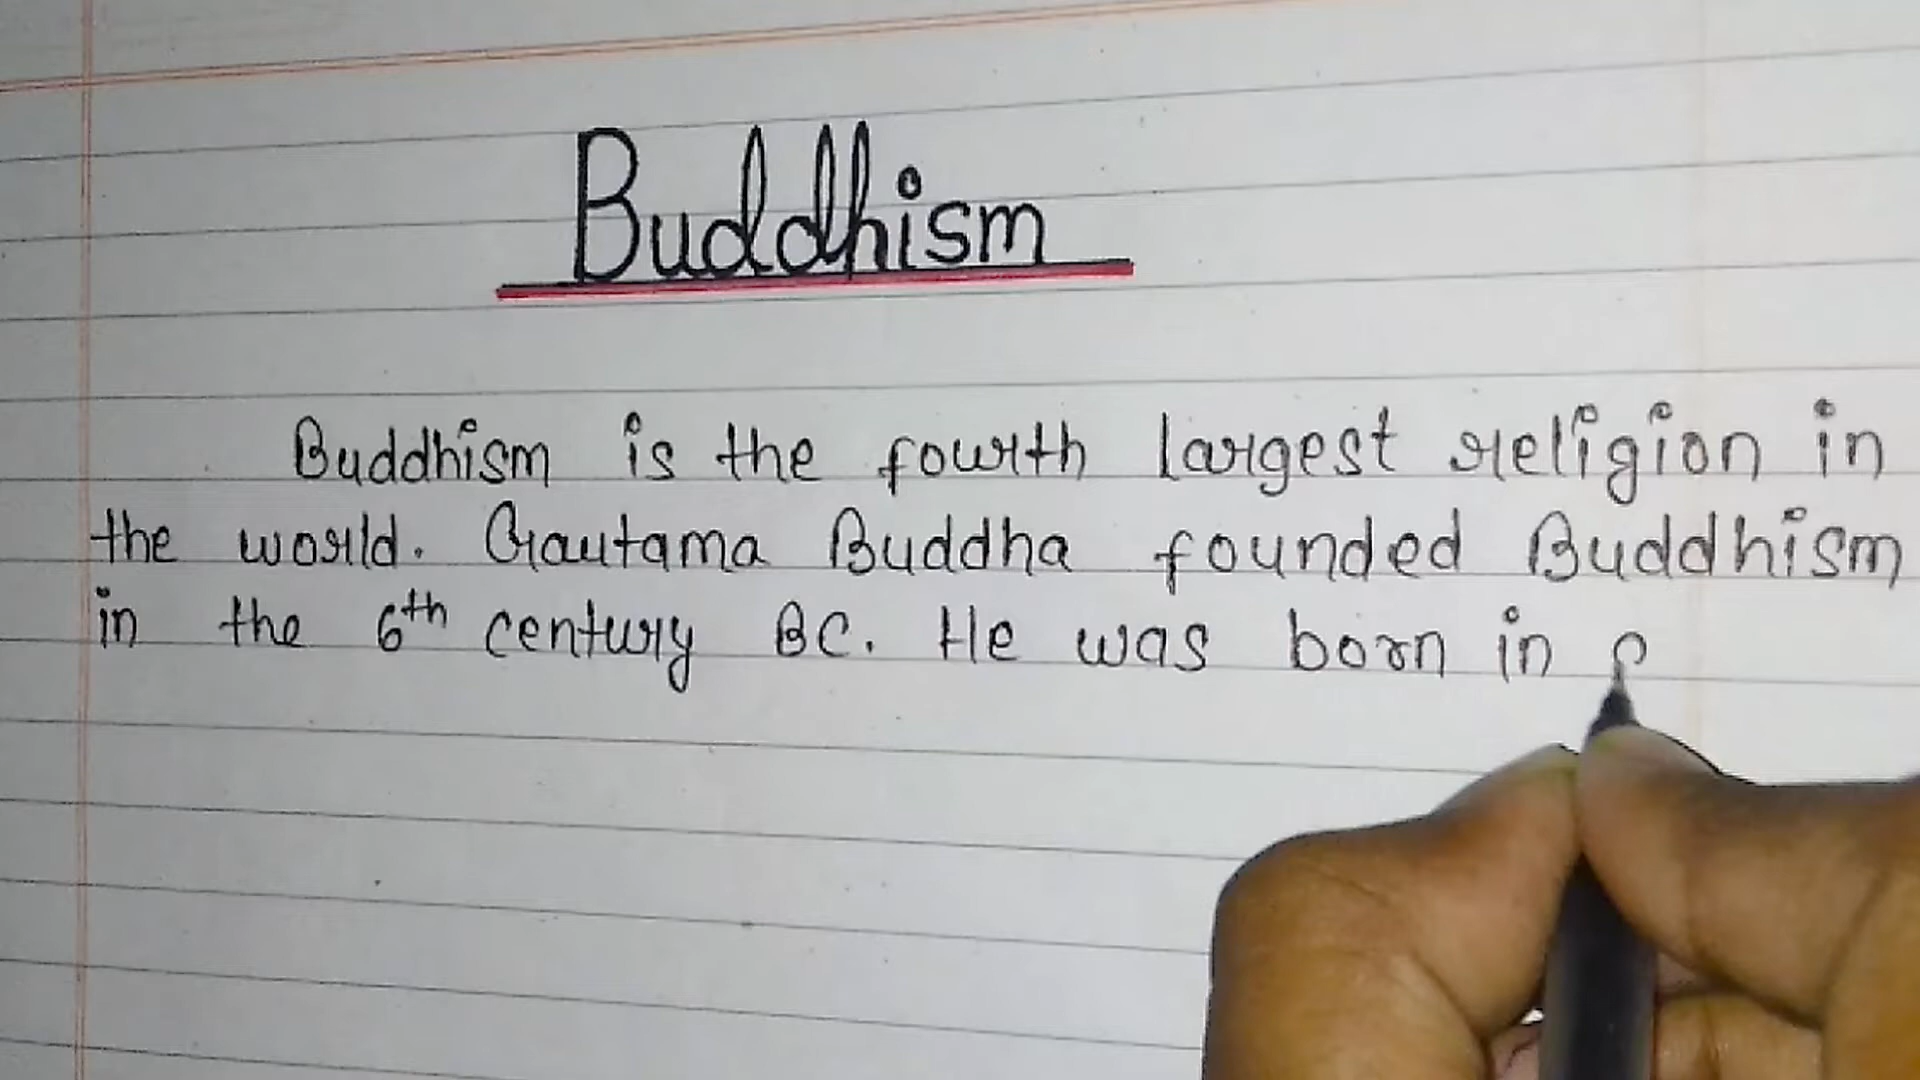 Buddhism
Buddhism is the fourth largest religion in
the world. Gautama Buddha founded Buddhism
in the 6th century BC. He was born in